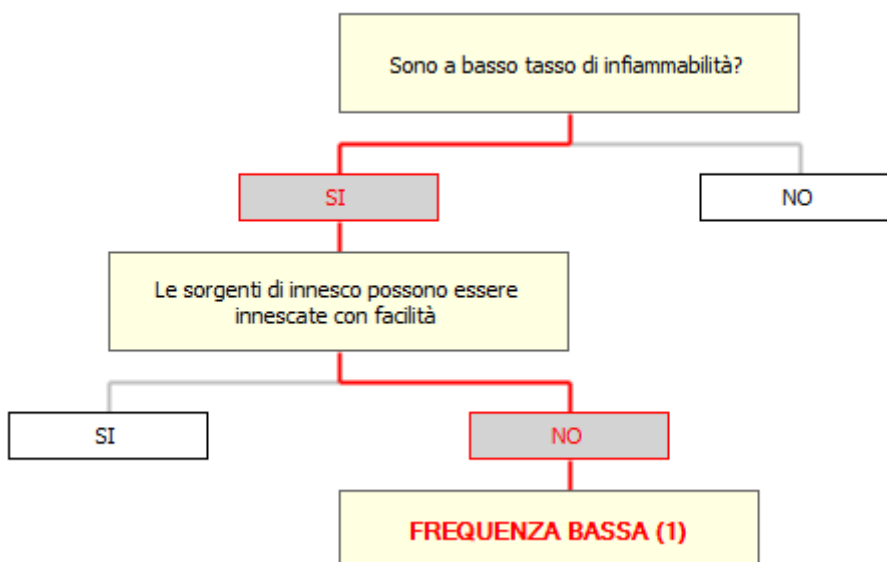 Sono a basso tasso di infiammabilità?
SI
NO
Le sorgenti di innesco possono essere
innescate con facilità
SI
NO
FREQUENZA BASSA (1)